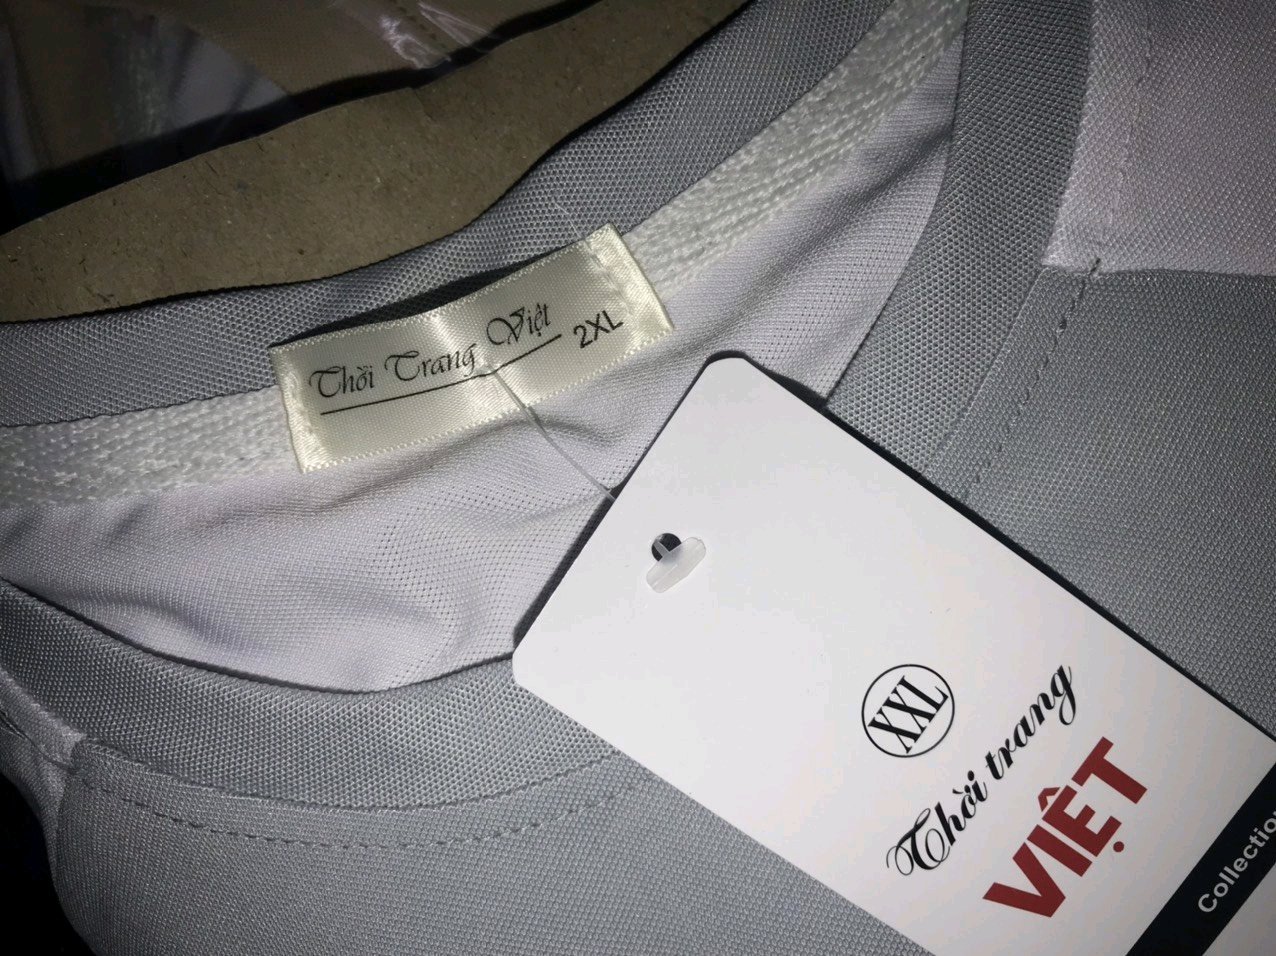 Thời Trang Việt
2XL
XXL
Thời trang
VIỆT
Collection